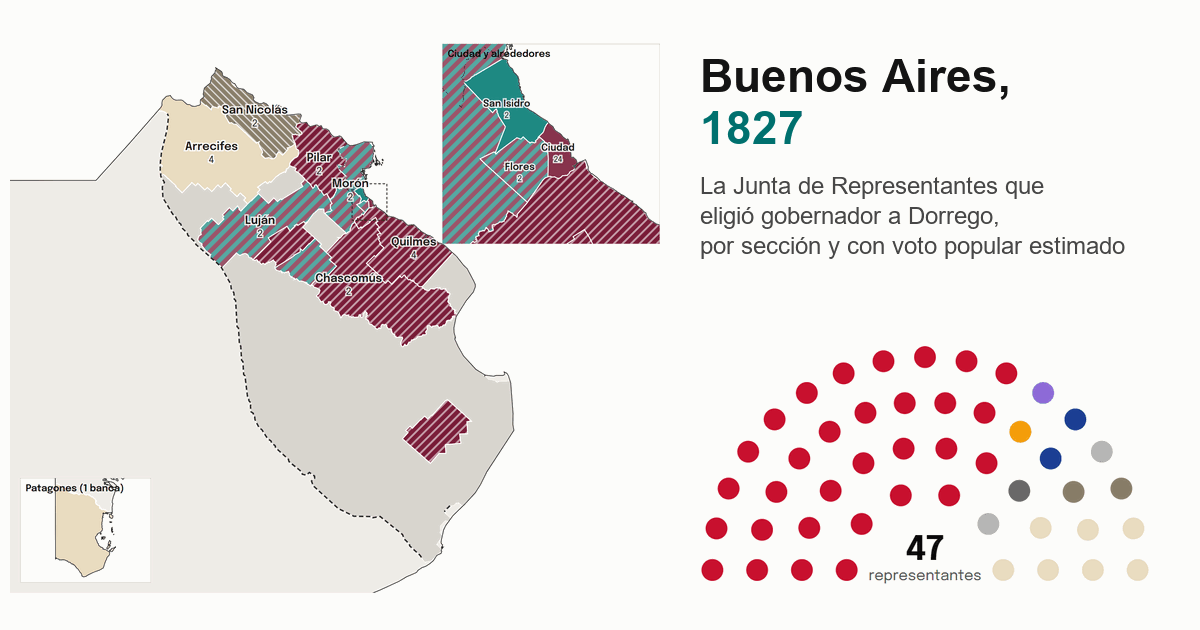 Buenos Aires,
1827
La Junta de Representantes que
eligió gobernador a Dorrego,
por sección y con voto popular estimado
Ciudad y alrededores
San Isidro
2
Ciudad
24
Flores
2
San Nicolás
2
Arrecifes
4
Pilar
2
Morón
2
Luján
2
Quilmes
4
Chascomús
2
Patagones (1 banca)
47
representantes